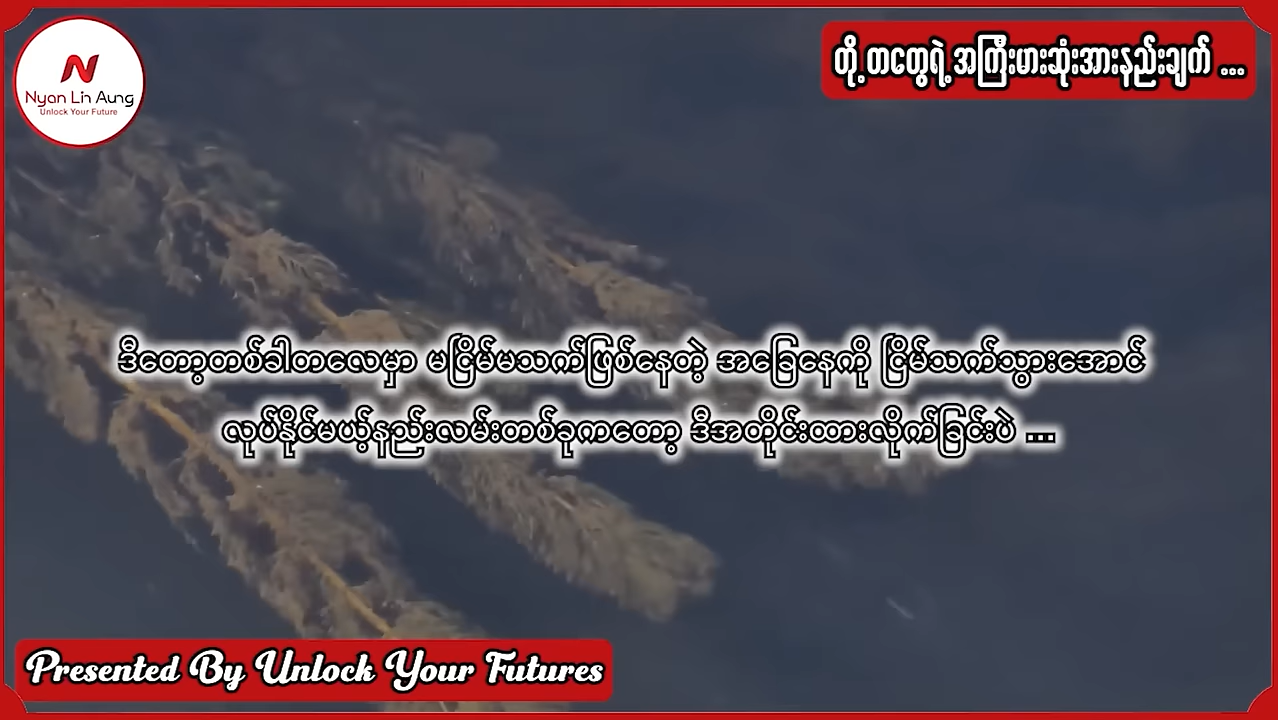 Nyan Lin Aung
Unlock Your Future
တို့တတွေရဲ့အကြီးမားဆုံးအားနည်းချက် ...
ဒီတော့တစ်ခါတလေမှာ မငြိမ်မသက်ဖြစ်နေတဲ့ အခြေနေကို ငြိမ်သက်သွားအောင်
လုပ်နိုင်မယ့်နည်းလမ်းတစ်ခုကတော့ ဒီအတိုင်းထားလိုက်ခြင်းပဲ ...
Presented By Unlock Your Futures